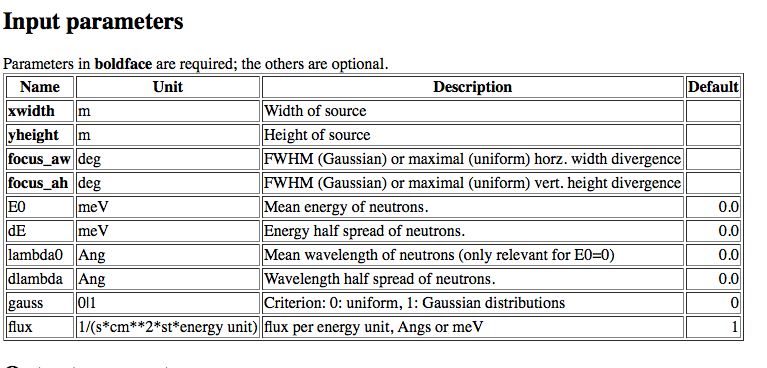 Input parameters
Parameters in boldface are required; the others are optional.
Name Unit Description Default
xwidth m Width of source
yheight m Height of source
focus_aw deg FWHM (Gaussian) or maximal (uniform) horz. width divergence
focus_ah deg FWHM (Gaussian) or maximal (uniform) vert. height divergence
E0 meV Mean energy of neutrons. 0.0
dE meV Energy half spread of neutrons. 0.0
lambda0 Ang Mean wavelength of neutrons (only relevant for E0=0) 0.0
dlambda Ang Wavelength half spread of neutrons. 0.0
gauss 0|1 Criterion: 0: uniform, 1: Gaussian distributions 0
flux 1/(s*cm**2*st*energy unit) flux per energy unit, Angs or meV 1